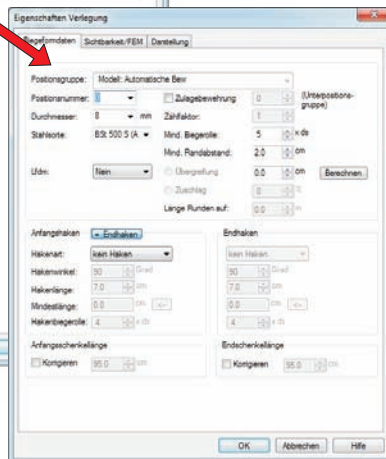 Eigenschaften Verlegung
Biegeformdaten Sichtbarkeit/FEM Darstellung
Positionsgruppe: Modell: Automatische Bew
Positionsnummer: Zulagebewehrung 0 (Unterpositions-
gruppe)
Durchmesser: 8 mm Zählfaktor: 1
Stahlsorte: BSt 500 S (A Mind. Biegerolle: 5 x ds
Mind. Randabstand: 2.0 cm
Lfdm: Nein Übergreifung 0.0 cm Berechnen
Zuschlag 0 %
Länge Runden auf: 0.0 m
Anfangshaken = Endhaken Endhaken
Hakenart: kein Haken kein Haken
Hakenwinkel: 90 Grad 90 Grad
Hakenlänge: 7.0 cm 7.0 cm
Mindestlänge: 0.0 cm <- 0.0 cm <-
Hakenbiegerolle: 4 x ds 4 x ds
Anfangsschenkellänge Endschenkellänge
Korrigieren 95.0 cm Korrigieren 95.0 cm
OK Abbrechen Hilfe